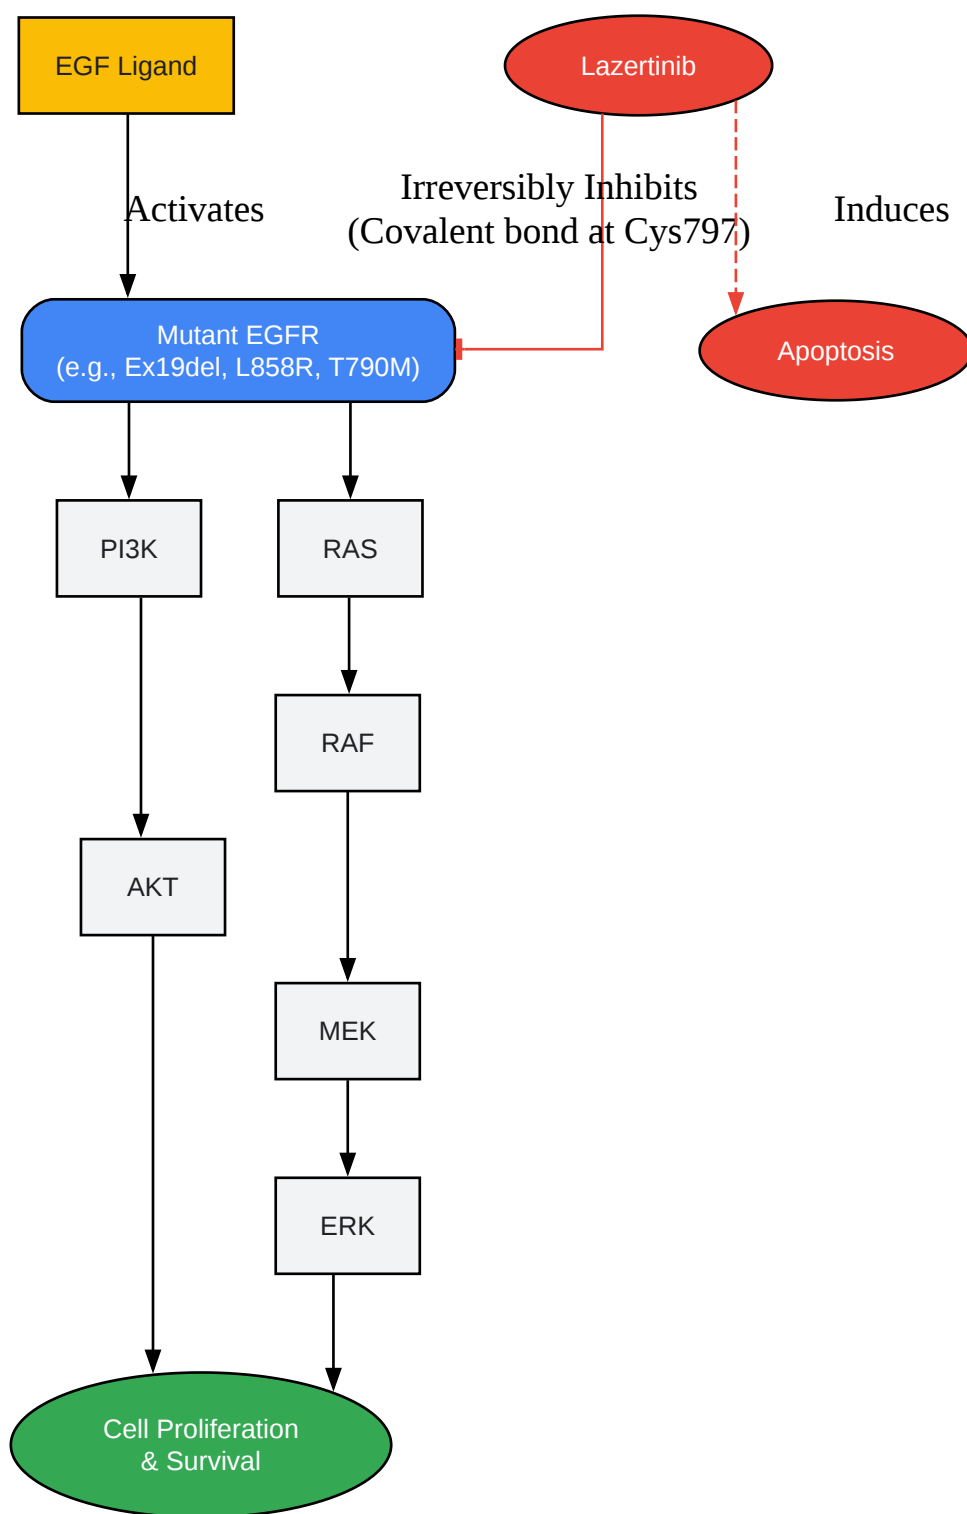 EGF Ligand
Lazertinib
Activates
Irreversibly Inhibits
(Covalent bond at Cys797)
Induces
Mutant EGFR
(e.g., Ex19del, L858R, T790M)
Apoptosis
PI3K
RAS
RAF
AKT
MEK
ERK
Cell Proliferation
& Survival